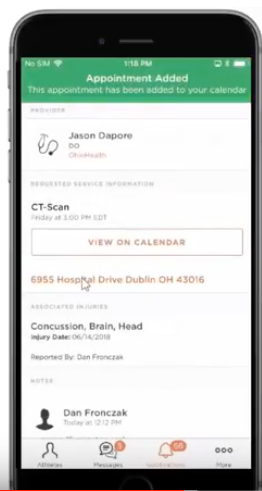 No SIM 1:18 PM
Appointment Added
This appointment has been added to your calendar
PROVIDER
Jason Dapore
DO
OhioHealth
REQUESTED SERVICE INFORMATION
CT-Scan
Friday at 3:00 PM EDT
VIEW ON CALENDAR
6955 Hospital Drive Dublin OH 43016
ASSOCIATED INJURIES
Concussion, Brain, Head
Injury Date: 06/14/2018
Reported By: Dan Fronczak
NOTES
Dan Fronczak
Today at 12:12 PM
Athletes Messages Notifications More